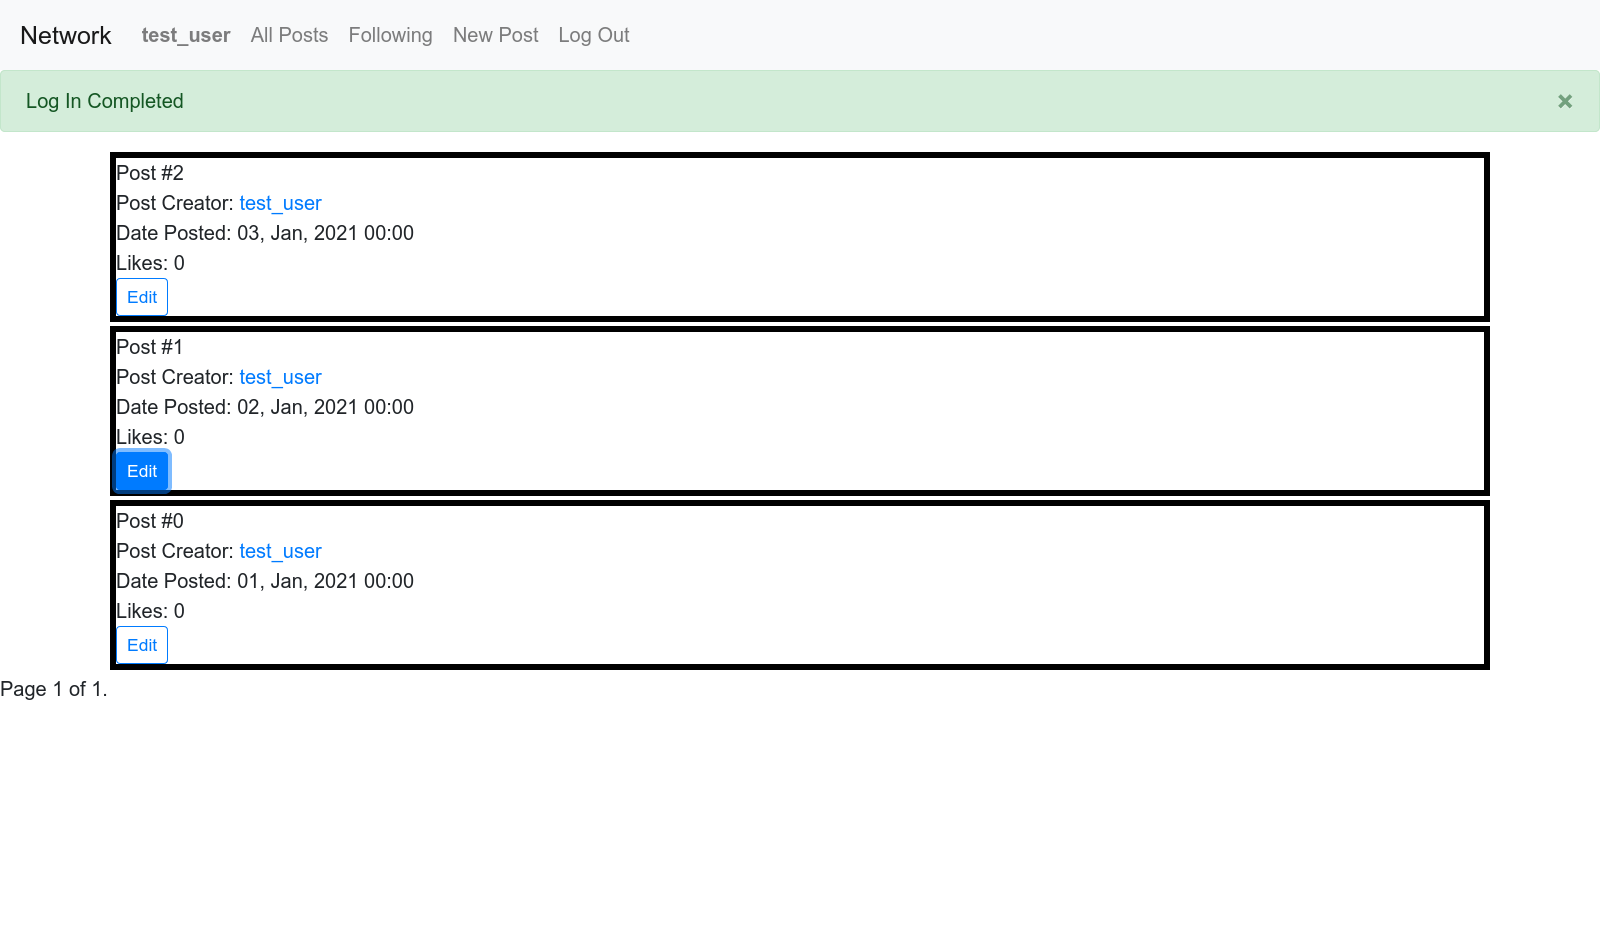 Network test_user All Posts Following New Post Log Out
Log In Completed ×
Post #2
Post Creator: test_user
Date Posted: 03, Jan, 2021 00:00
Likes: 0
Edit
Post #1
Post Creator: test_user
Date Posted: 02, Jan, 2021 00:00
Likes: 0
Edit
Post #0
Post Creator: test_user
Date Posted: 01, Jan, 2021 00:00
Likes: 0
Edit
Page 1 of 1.